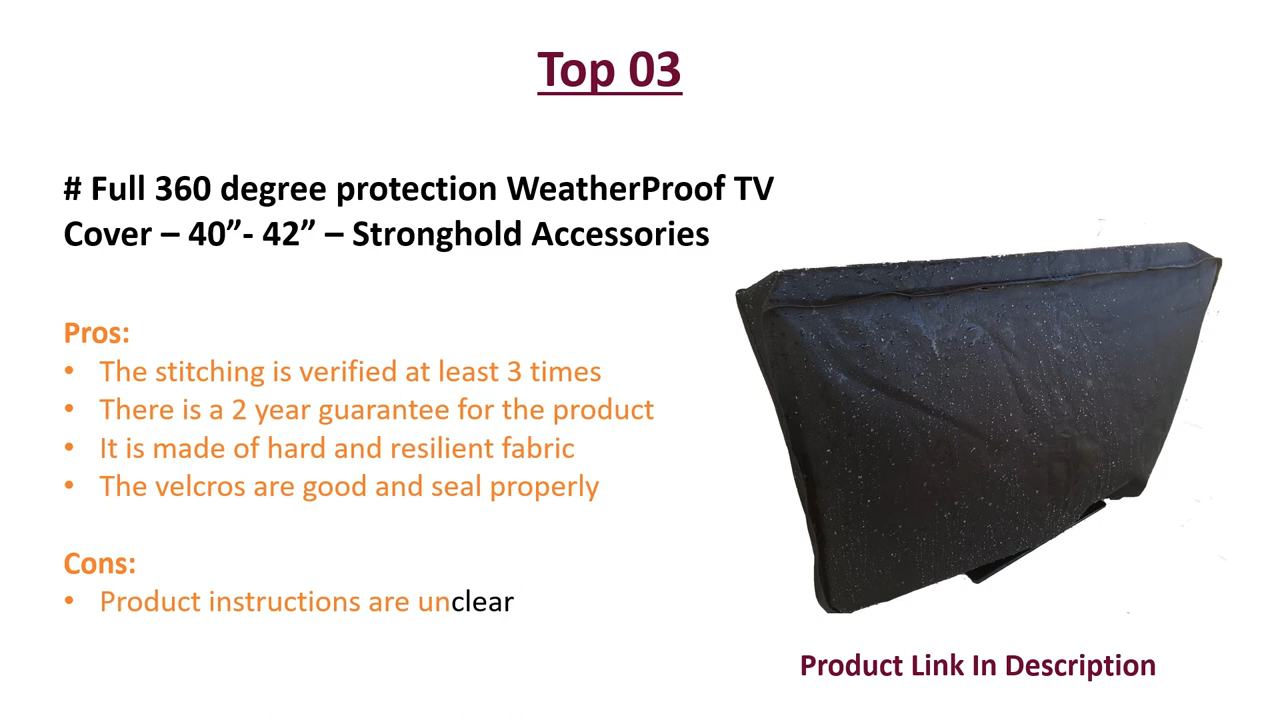 Top 03
# Full 360 degree protection WeatherProof TV
Cover – 40”- 42” – Stronghold Accessories
Pros:
• The stitching is verified at least 3 times
• There is a 2 year guarantee for the product
• It is made of hard and resilient fabric
• The velcros are good and seal properly
Cons:
• Product instructions are unclear
Product Link In Description